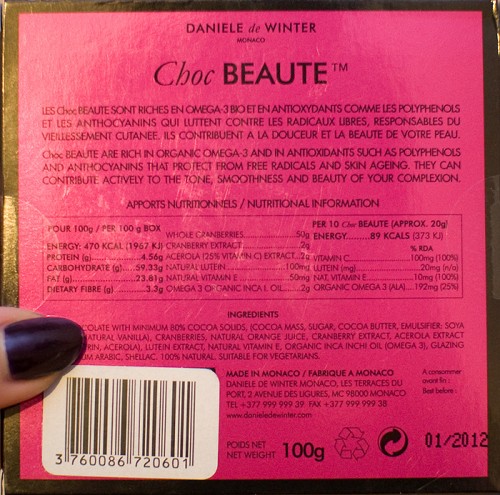 DANIELE de WINTER
MONACO
Choc BEAUTE™
LES Choc BEAUTE SONT RICHES EN OMEGA-3 BIO ET EN ANTIOXYDANTS COMME LES POLYPHENOLS
ET LES ANTHOCYANINS QUI LUTTENT CONTRE LES RADICAUX LIBRES, RESPONSABLES DU
VIEILLESSEMENT CUTANEE. ILS CONTRIBUENT A LA DOUCEUR ET LA BEAUTE DE VOTRE PEAU.
Choc BEAUTE ARE RICH IN ORGANIC OMEGA-3 AND IN ANTIOXIDANTS SUCH AS POLYPHENOLS
AND ANTHOCYANINS THAT PROTECT FROM FREE RADICALS AND SKIN AGEING. THEY CAN
CONTRIBUTE ACTIVELY TO THE TONE, SMOOTHNESS AND BEAUTY OF YOUR COMPLEXION.
APPORTS NUTRITIONNELS / NUTRITIONAL INFORMATION
POUR 100g / PER 100 g BOX
ENERGY: 470 KCAL (1967 KJ)
PROTEIN (g) 4.56g
CARBOHYDRATE (g) 59.33g
FAT (g) 23.81g
DIETARY FIBRE (g) 3.3g
WHOLE CRANBERRIES 50g
CRANBERRY EXTRACT 2g
ACEROLA (25% VITAMIN C) EXTRACT 2g
NATURAL LUTEIN 100mg
NATURAL VITAMIN E 50mg
OMEGA 3 ORGANIC INCA I. OIL 2g
PER 10 Choc BEAUTE (APPROX. 20g)
ENERGY 89 KCALS (373 KJ)
% RDA
VITAMIN C 100mg (100%)
LUTEIN (mg) 20mg (n/a)
NAT. VITAMIN E 10mg (100%)
ORGANIC OMEGA 3 (ALA) 192mg (25%)
INGREDIENTS
COLATE WITH MINIMUM 80% COCOA SOLIDS, (COCOA MASS, SUGAR, COCOA BUTTER, EMULSIFIER: SOYA
NATURAL VANILLA), CRANBERRIES, NATURAL ORANGE JUICE, CRANBERRY EXTRACT, ACEROLA EXTRACT
RIN, ACEROLA), LUTEIN EXTRACT, NATURAL VITAMIN E, ORGANIC INCA INCHI OIL (OMEGA 3), GLAZING
UM ARABIC, SHELLAC. 100% NATURAL. SUITABLE FOR VEGETARIANS.
MADE IN MONACO / FABRIQUE A MONACO
DANIELE DE WINTER MONACO, LES TERRACES DU
PORT, 2 AVENUE DES LIGURES, MC 98000 MONACO
TEL +377 999 999 39 FAX +377 999 999 38
www.danieledewinter.com
A consommer
avant fin :
Best before :
POIDS NET
NET WEIGHT 100g
01/2012
3 760086 720601